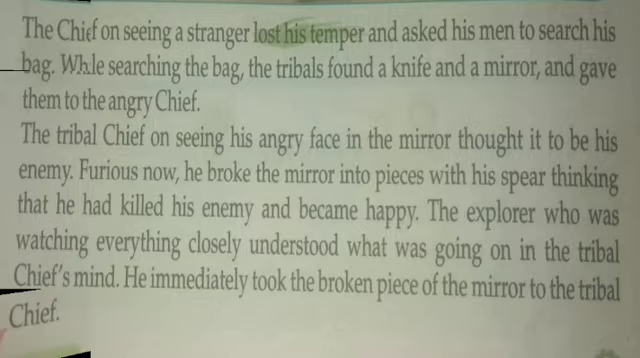 The Chief on seeing a stranger lost his temper and asked his men to search his
bag. While searching the bag, the tribals found a knife and a mirror, and gave
them to the angry Chief.
The tribal Chief on seeing his angry face in the mirror thought it to be his
enemy. Furious now, he broke the mirror into pieces with his spear thinking
that he had killed his enemy and became happy. The explorer who was
watching everything closely understood what was going on in the tribal
Chief's mind. He immediately took the broken piece of the mirror to the tribal
Chief.